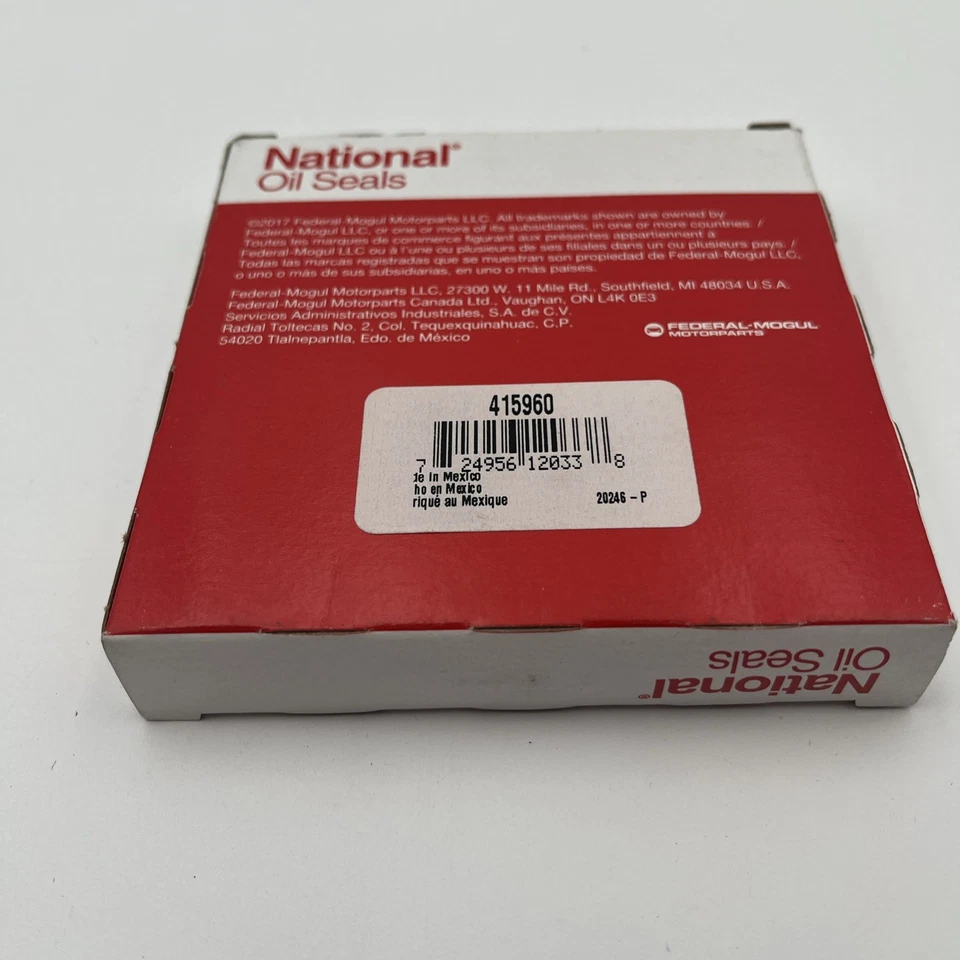 National®
Oil Seals
©2017 Federal-Mogul Motorparts LLC. All trademarks shown are owned by
Federal-Mogul LLC, or one or more of its subsidiaries, in one or more countries. /
Toutes les marques de commerce figurant aux présentes appartiennent à
Federal-Mogul LLC ou à l'une ou plusieurs de ses filiales dans un ou plusieurs pays. /
Todas las marcas registradas que se muestran son propiedad de Federal-Mogul LLC,
o uno o más de sus subsidiarias, en uno o más países.
Federal-Mogul Motorparts LLC, 27300 W. 11 Mile Rd., Southfield, MI 48034 U.S.A.
Federal-Mogul Motorparts Canada Ltd., Vaughan, ON L4K 0E3
Servicios Administrativos Industriales, S.A. de C.V.
Radial Toltecas No. 2, Col. Tequexquinahuac, C.P.
54020 Tlalnepantla, Edo. de México
FEDERAL-MOGUL
MOTORPARTS
415960
7 24956 12033 8
de In Mexico
ho en Mexico
riqué au Mexique
20246 - P
National®
Oil Seals